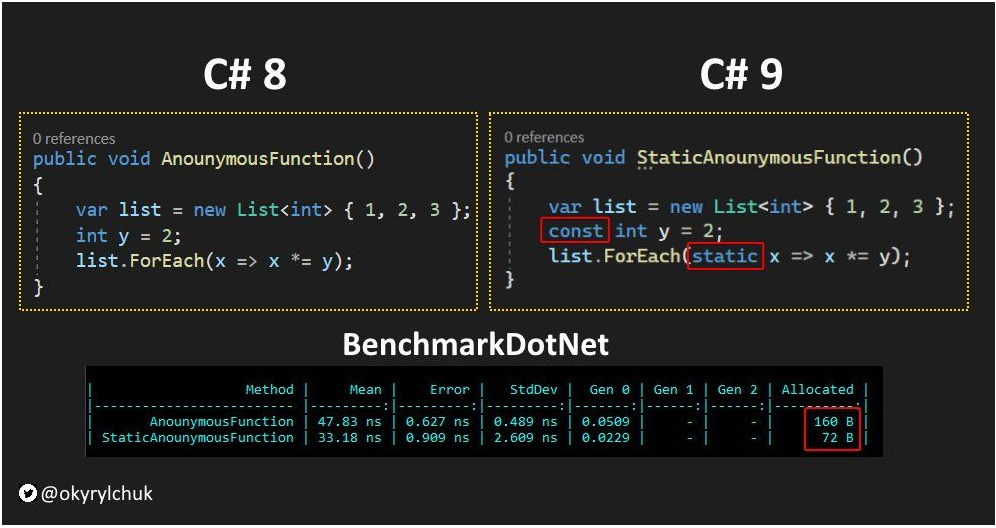 C# 8
C# 9
0 references
public void AnounymousFunction()
{
var list = new List<int> { 1, 2, 3 };
int y = 2;
list.ForEach(x => x *= y);
}
0 references
public void StaticAnounymousFunction()
{
var list = new List<int> { 1, 2, 3 };
const int y = 2;
list.ForEach(static x => x *= y);
}
BenchmarkDotNet
| Method | Mean | Error | StdDev | Gen 0 | Gen 1 | Gen 2 | Allocated |
|------------------------- |---------:|---------:|---------:|-------:|------:|------:|----------:|
| AnounymousFunction | 47.83 ns | 0.627 ns | 0.489 ns | 0.0509 | - | - | 160 B |
| StaticAnounymousFunction | 33.18 ns | 0.909 ns | 2.609 ns | 0.0229 | - | - | 72 B |
@okyrylchuk